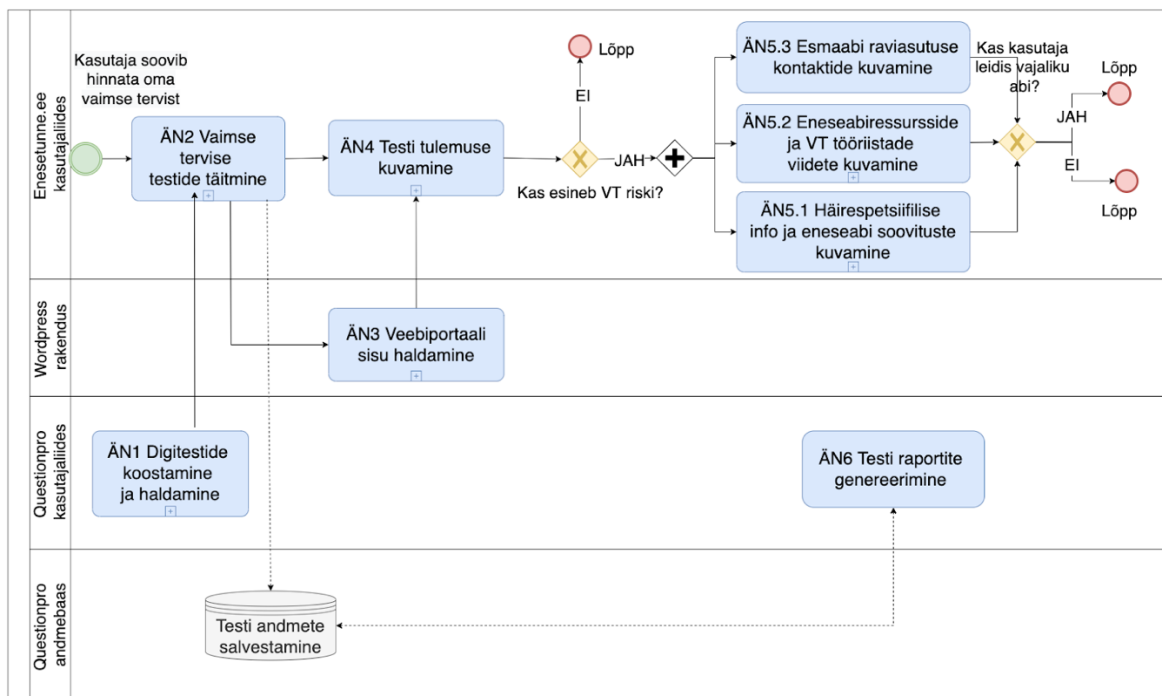 Enesetunne.ee
kasutajaliides
Kasutaja soovib
hinnata oma
vaimse tervist
ÄN2 Vaimse
tervise
testide täitmine
ÄN4 Testi tulemuse
kuvamine
Lõpp
EI
JAH
Kas esineb VT riski?
ÄN5.3 Esmaabi raviasutuse
kontaktide kuvamine
ÄN5.2 Eneseabiressursside
ja VT tööriistade
viidete kuvamine
ÄN5.1 Häirespetsiifilise
info ja eneseabi soovituste
kuvamine
Kas kasutaja
leidis vajaliku
abi?
Lõpp
JAH
EI
Lõpp
Wordpress
rakendus
ÄN3 Veebiportaali
sisu haldamine
Questionpro
kasutajaliides
ÄN1 Digitestide
koostamine
ja haldamine
ÄN6 Testi raportite
genereerimine
Questionpro
andmebaas
Testi andmete
salvestamine